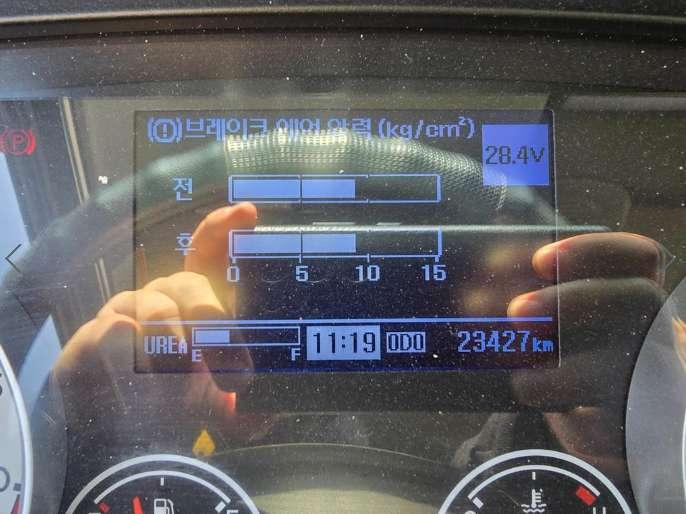 (!)브레이크 에어 압력 (kg/cm²)
28.4V
전
후
0 5 10 15
UREA E F 11:19 ODO 23427km
P
E F
C H